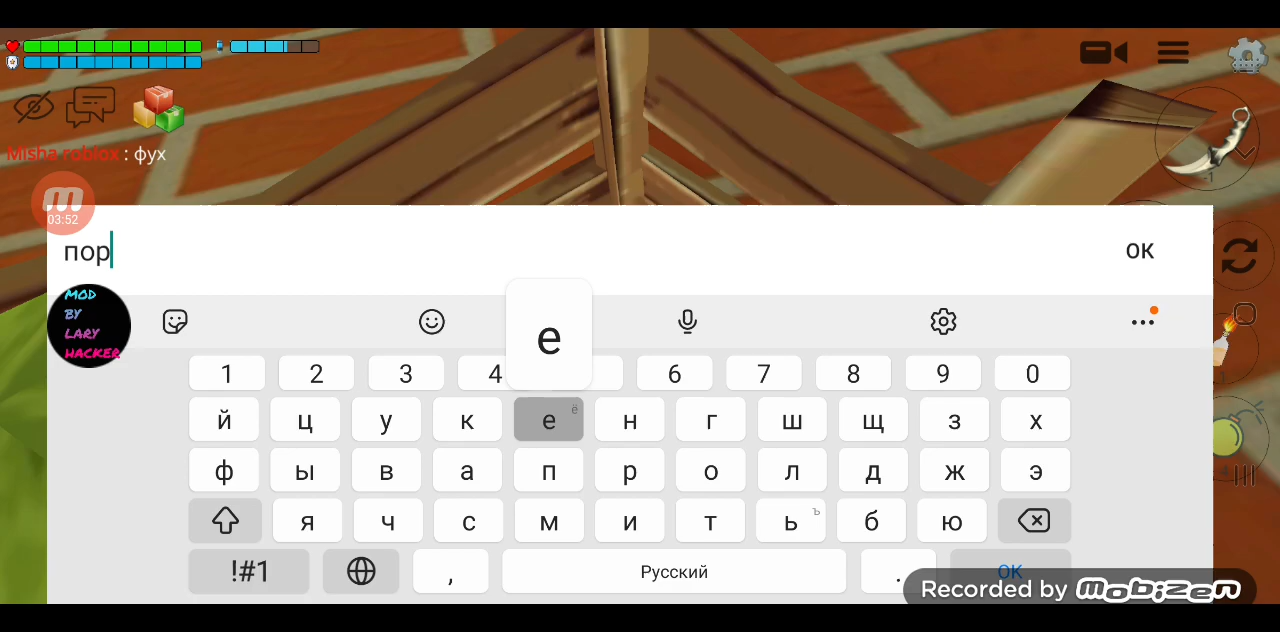 Misha roblox : фух
03:52
пор
ОК
MOD
BY
LARY
HACKER
е
1 2 3 4 6 7 8 9 0
й ц у к е ё н г ш щ з х
ф ы в а п р о л д ж э
я ч с м и т ь ъ б ю
!#1 , Русский . OK
Recorded by mobizen